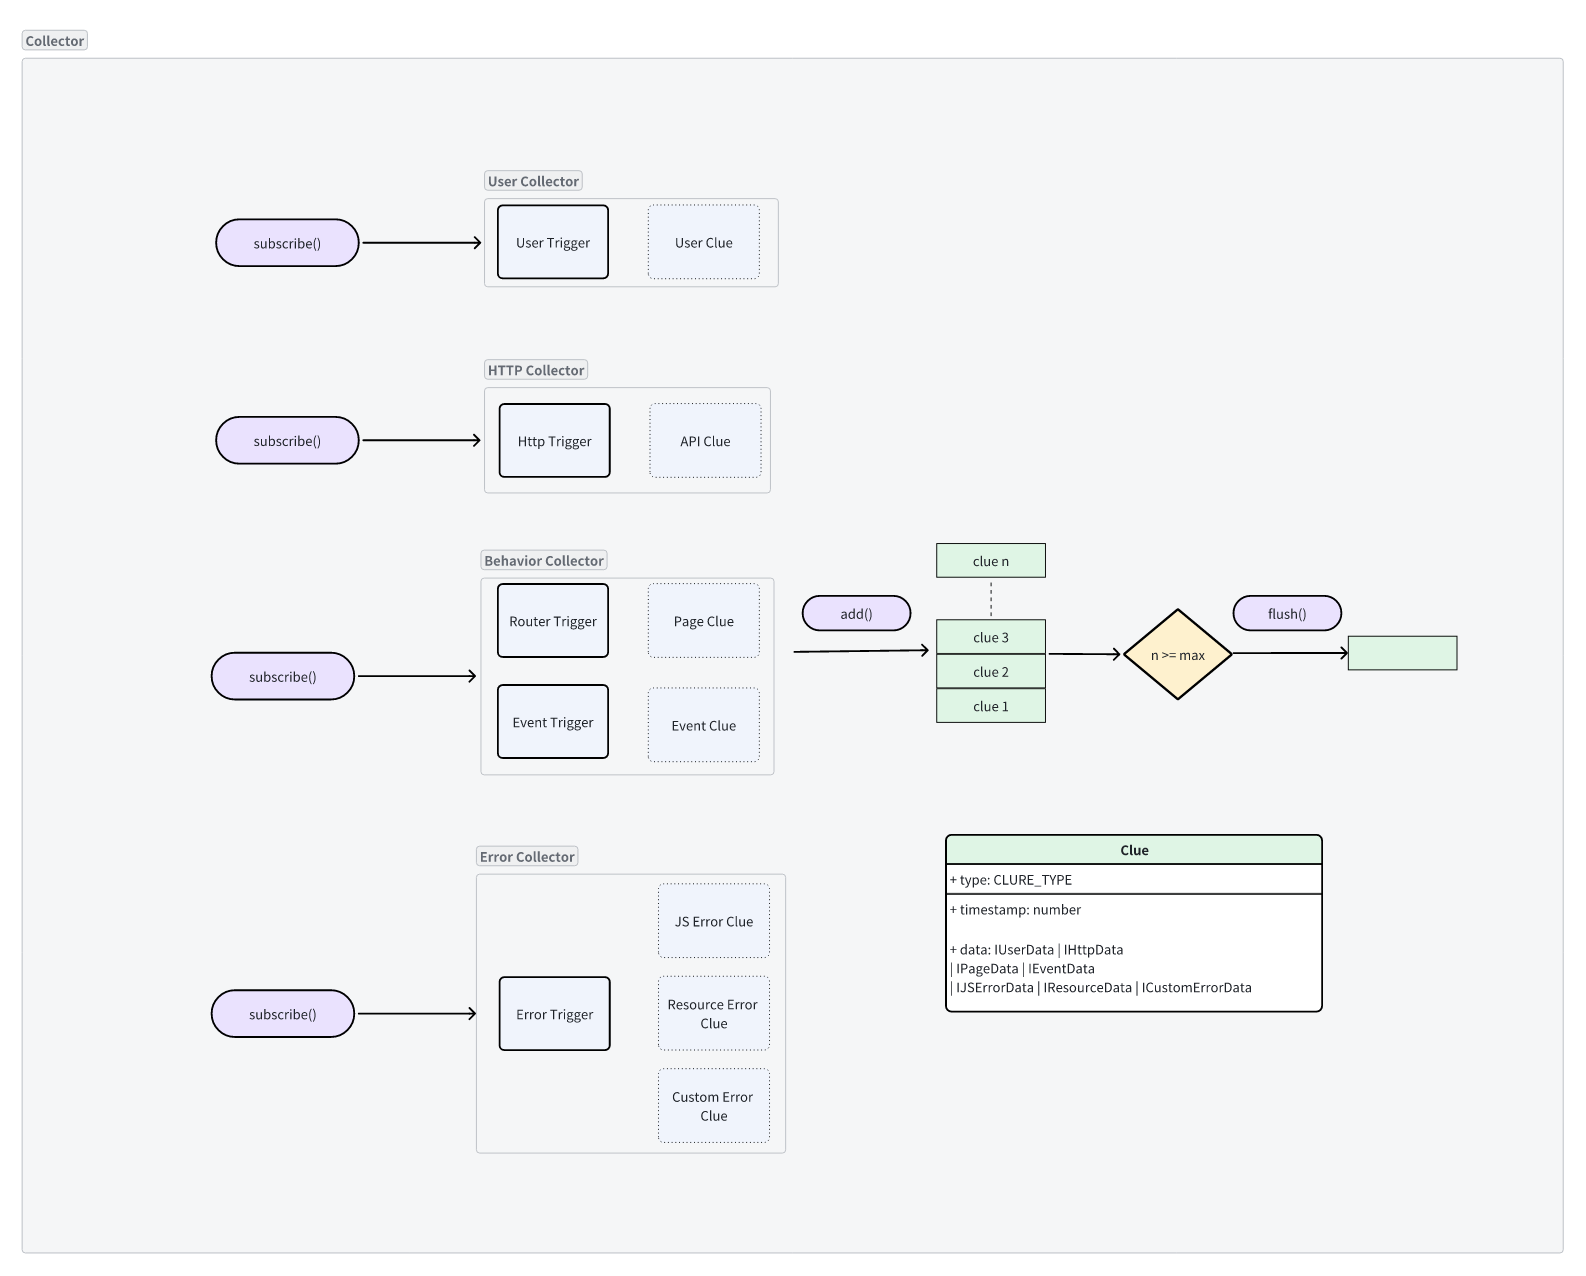 Collector
User Collector
subscribe()
User Trigger
User Clue
HTTP Collector
subscribe()
Http Trigger
API Clue
Behavior Collector
subscribe()
Router Trigger
Page Clue
Event Trigger
Event Clue
add()
clue n
clue 3
clue 2
clue 1
n >= max
flush()
Error Collector
subscribe()
Error Trigger
JS Error Clue
Resource Error
Clue
Custom Error
Clue
Clue
+ type: CLURE_TYPE
+ timestamp: number
+ data: IUserData | IHttpData
| IPageData | IEventData
| IJSErrorData | IResourceData | ICustomErrorData